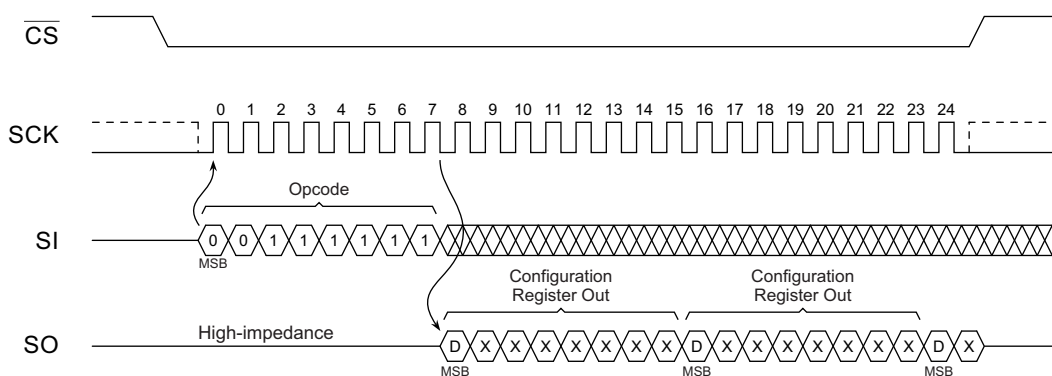 CS
0 1 2 3 4 5 6 7 8 9 10 11 12 13 14 15 16 17 18 19 20 21 22 23 24
SCK
Opcode
SI
0 0 1 1 1 1 1 1
MSB
Configuration
Register Out
Configuration
Register Out
High-impedance
SO
D X X X X X X X D X X X X X X X D X
MSB MSB MSB